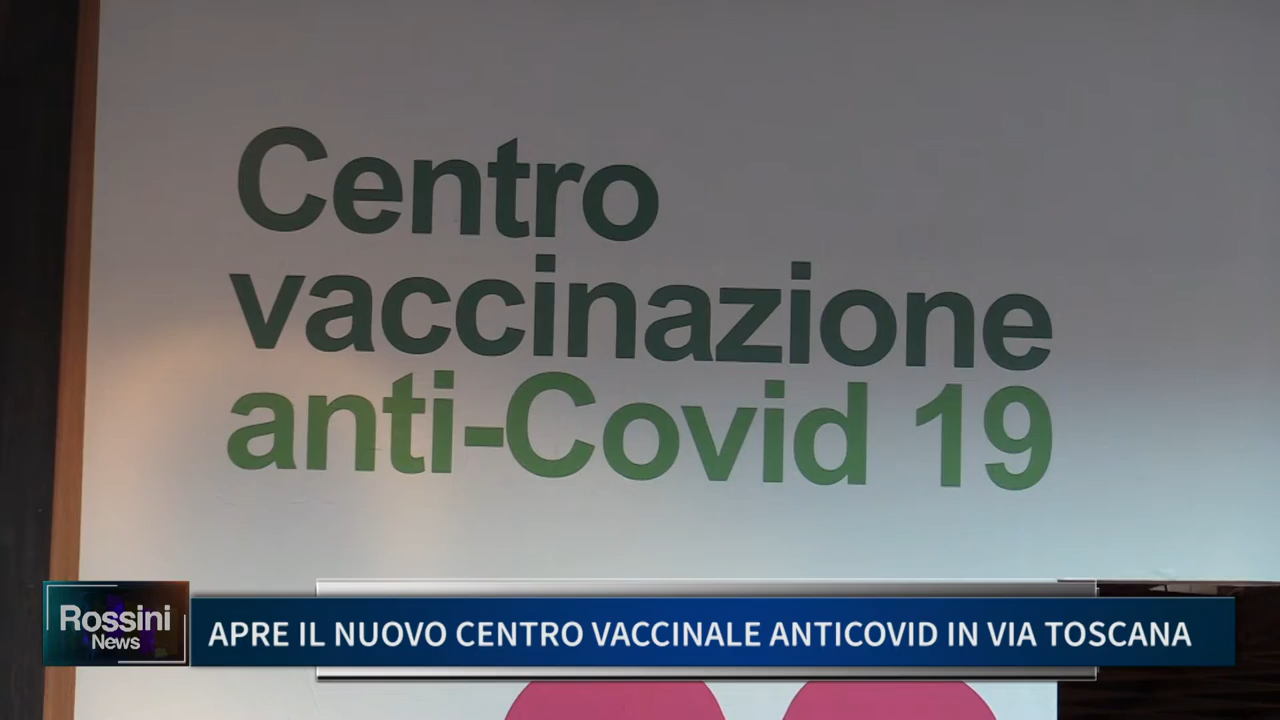 Centro
vaccinazione
anti-Covid 19
Rossini
News
APRE IL NUOVO CENTRO VACCINALE ANTICOVID IN VIA TOSCANA